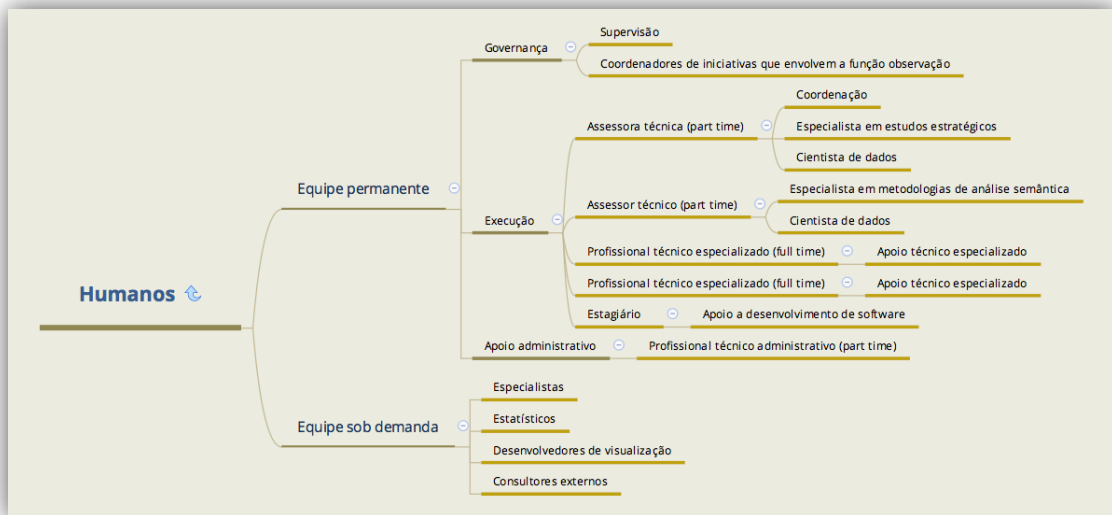 Humanos
Equipe permanente
Governança
Supervisão
Coordenadores de iniciativas que envolvem a função observação
Execução
Assessora técnica (part time)
Coordenação
Especialista em estudos estratégicos
Cientista de dados
Assessor técnico (part time)
Especialista em metodologias de análise semântica
Cientista de dados
Profissional técnico especializado (full time)
Apoio técnico especializado
Profissional técnico especializado (full time)
Apoio técnico especializado
Estagiário
Apoio a desenvolvimento de software
Apoio administrativo
Profissional técnico administrativo (part time)
Equipe sob demanda
Especialistas
Estatísticos
Desenvolvedores de visualização
Consultores externos